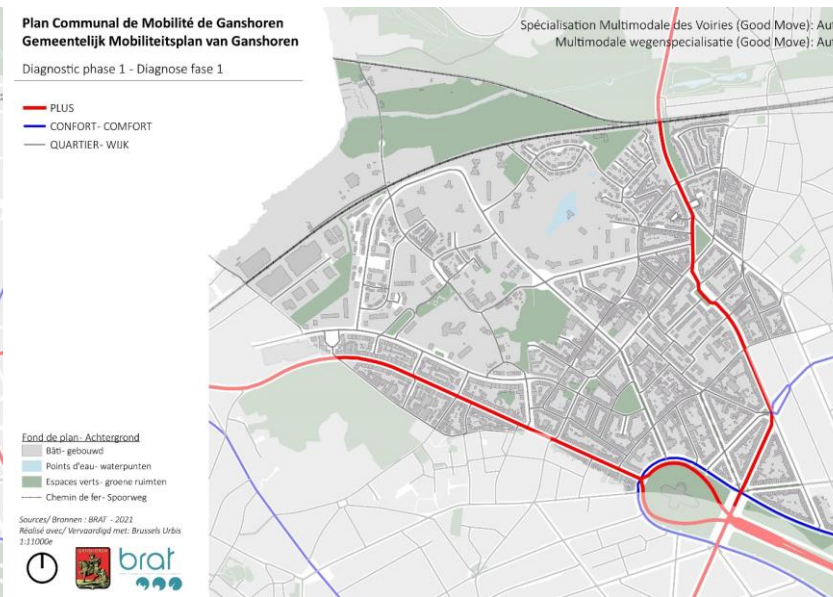 Plan Communal de Mobilité de Ganshoren
Gemeentelijk Mobiliteitsplan van Ganshoren
Diagnostic phase 1 - Diagnose fase 1
Spécialisation Multimodale des Voiries (Good Move): Au
Multimodale wegenspecialisatie (Good Move): Au
PLUS
CONFORT- COMFORT
QUARTIER- WIJK
Fond de plan- Achtergrond
Bâti- gebouwd
Points d'eau- waterpunten
Espaces verts- groene ruimten
Chemin de fer- Spoorweg
Sources/ Bronnen : BRAT - 2021
Réalisé avec/ Vervaardigd met: Brussels Urbis
1:11000e
GANSHOREN
brat